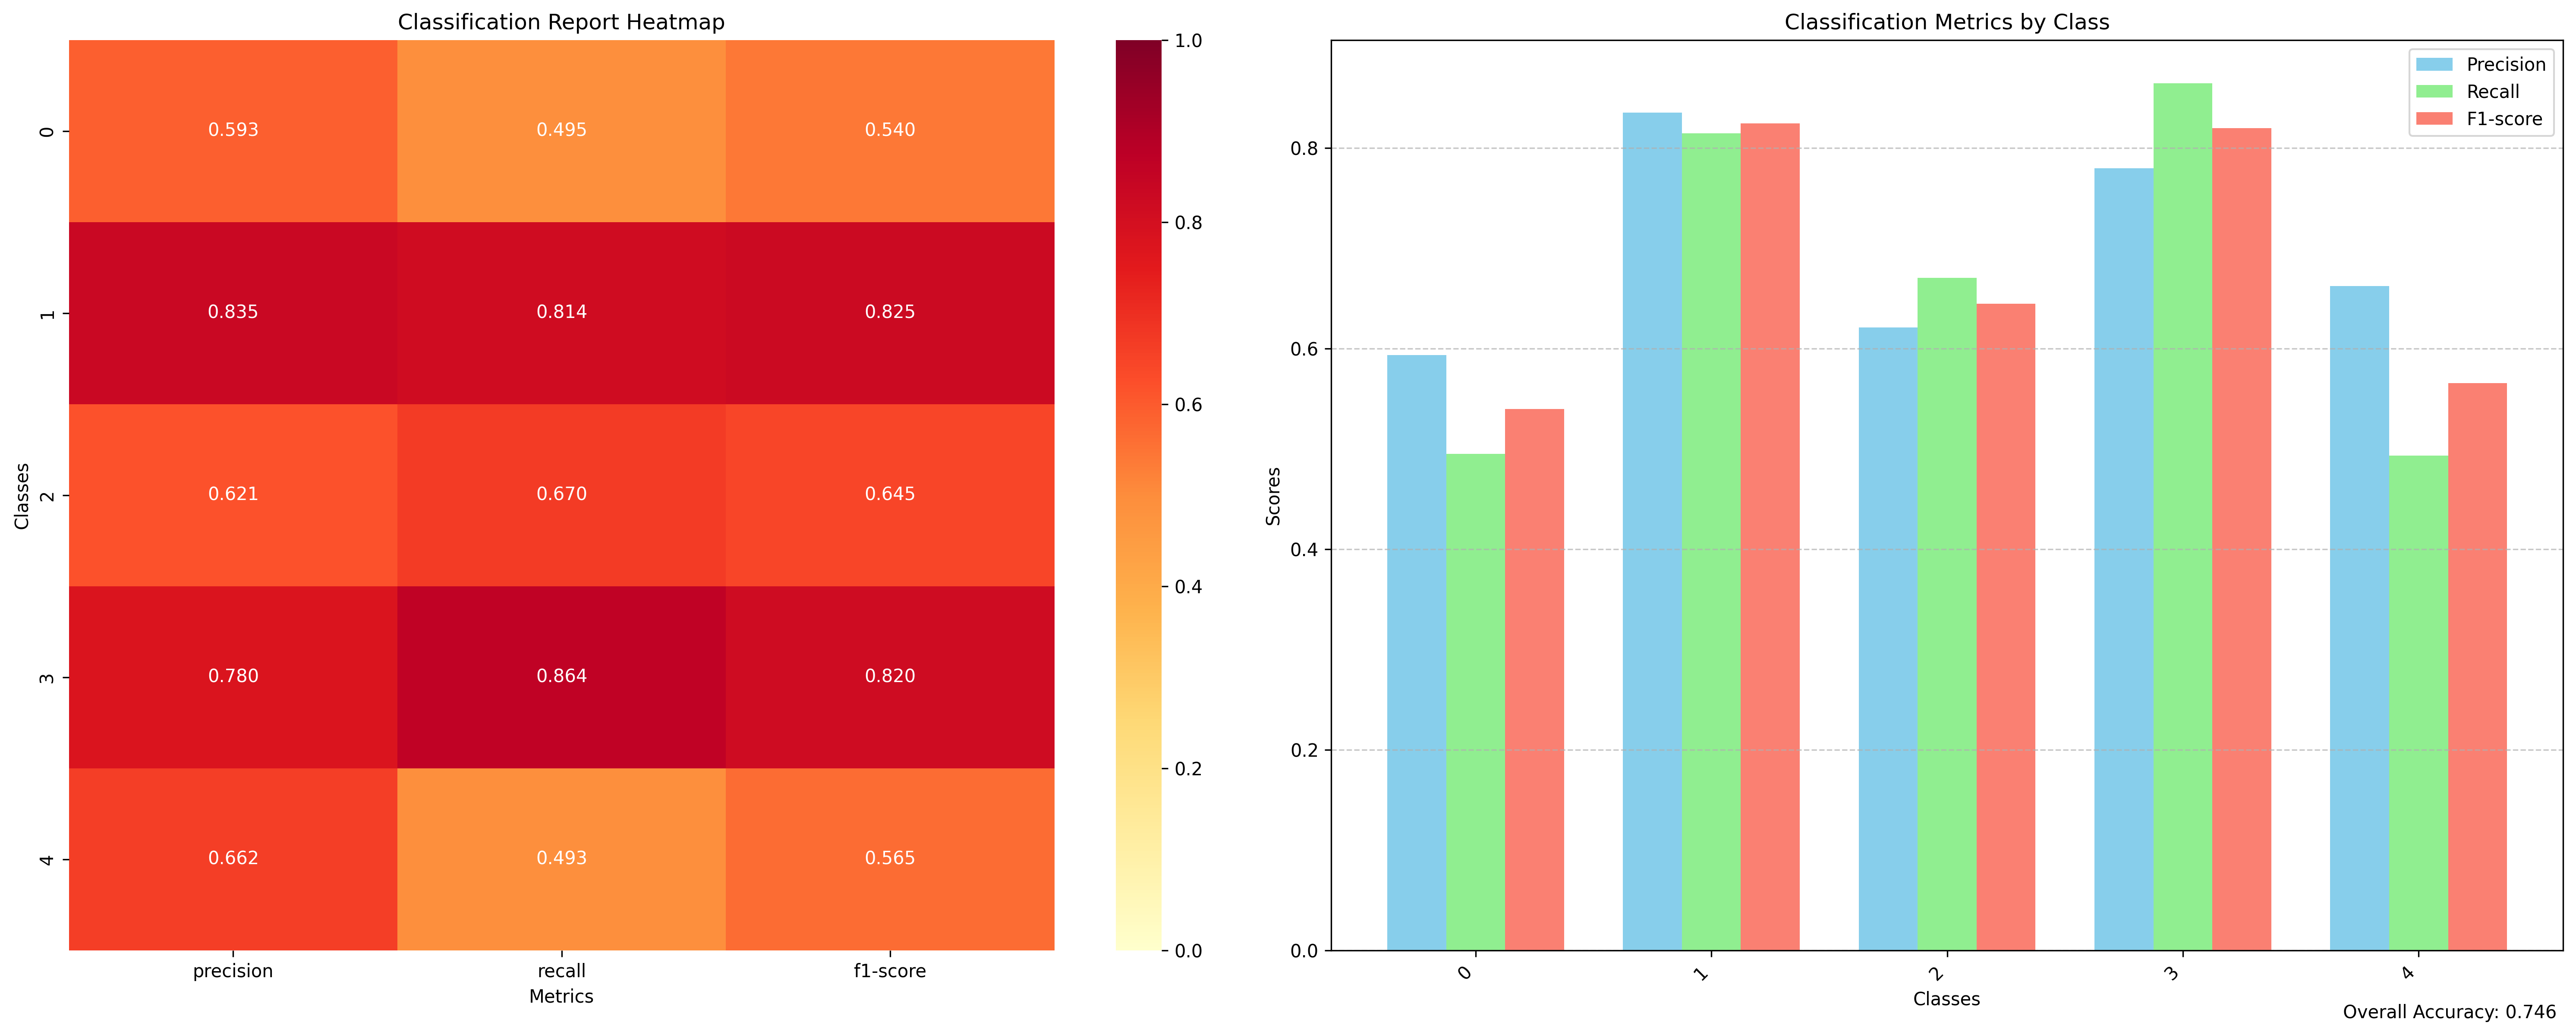 Classification Report Heatmap
Classes
0
1
2
3
4
0.593 0.495 0.540
0.835 0.814 0.825
0.621 0.670 0.645
0.780 0.864 0.820
0.662 0.493 0.565
precision recall f1-score
Metrics
1.0
0.8
0.6
0.4
0.2
0.0
Classification Metrics by Class
Precision
Recall
F1-score
Scores
0.8
0.6
0.4
0.2
0.0
0 1 2 3 4
Classes
Overall Accuracy: 0.746